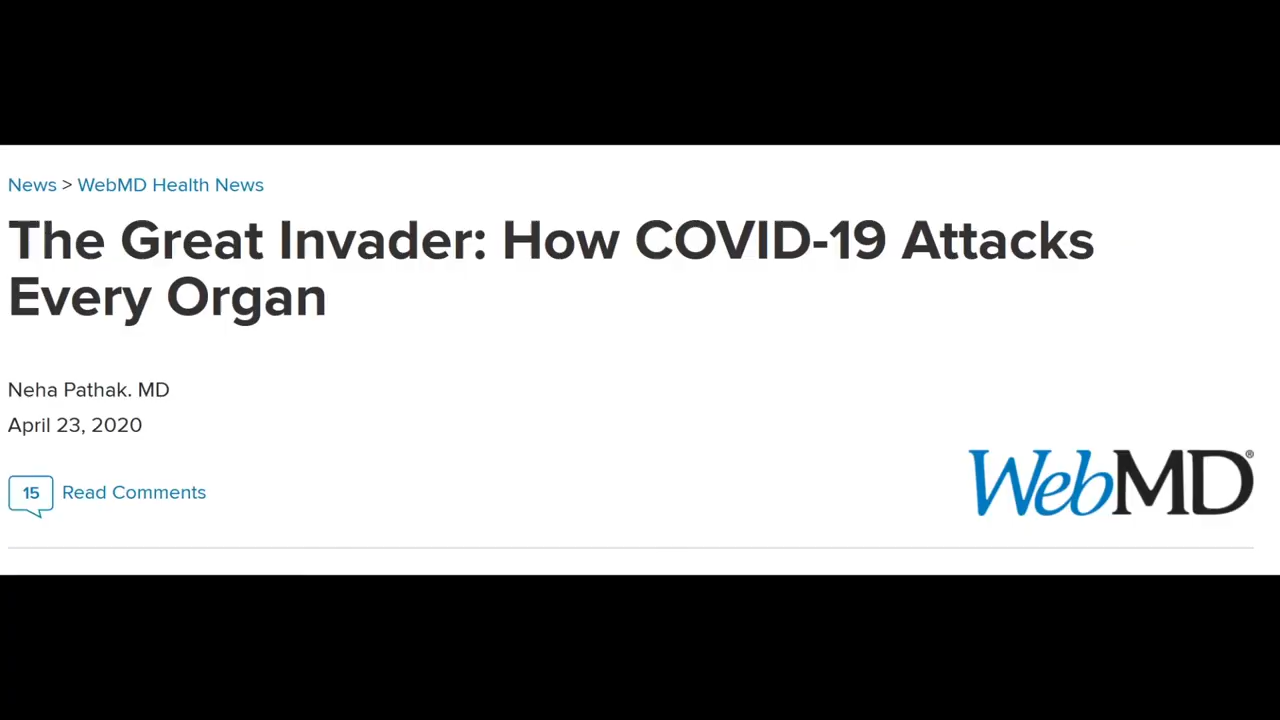 News > WebMD Health News
The Great Invader: How COVID-19 Attacks
Every Organ
Neha Pathak. MD
April 23, 2020
15 Read Comments
WebMD®